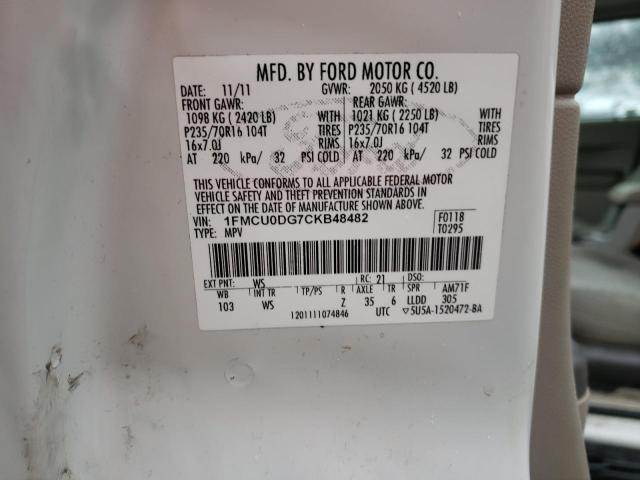 MFD. BY FORD MOTOR CO.
DATE: 11/11 GVWR: 2050 KG ( 4520 LB)
FRONT GAWR: REAR GAWR:
1098 KG ( 2420 LB) WITH 1021 KG ( 2250 LB) WITH
P235/70R16 104T TIRES P235/70R16 104T TIRES
16x7.0J RIMS 16x7.0J RIMS
AT 220 kPa/ 32 PSI COLD AT 220 kPa/ 32 PSI COLD
THIS VEHICLE CONFORMS TO ALL APPLICABLE FEDERAL MOTOR
VEHICLE SAFETY AND THEFT PREVENTION STANDARDS IN
EFFECT ON THE DATE OF MANUFACTURE SHOWN ABOVE.
VIN: 1FMCU0DG7CKB48482 F0118
TYPE: MPV T0295
EXT PNT: WS RC: 21 DSO:
WB INT TR TP/PS R AXLE TR SPR AM71F
103 WS Z 35 6 LLDD 305
1201111074846 UTC ▽5U5A-1520472-BA